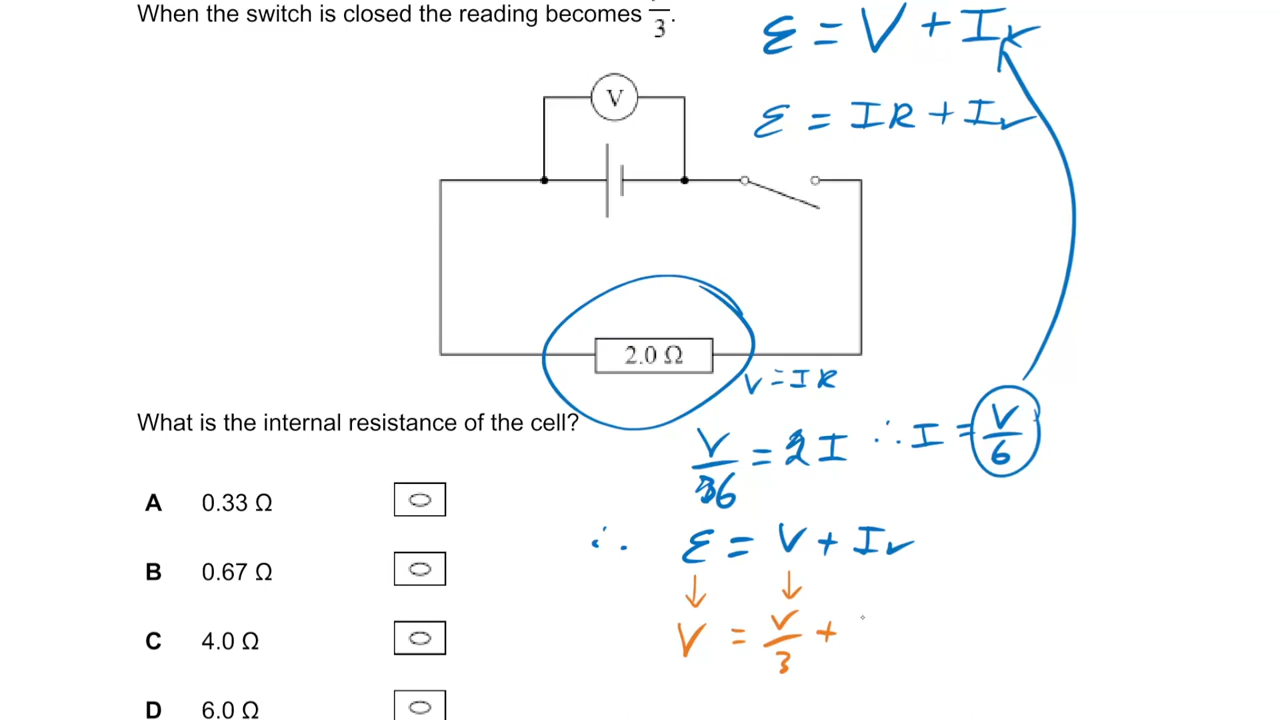 When the switch is closed the reading becomes /3.
ε = V + Ir
ε = IR + Ir
V
2.0 Ω
V = IR
What is the internal resistance of the cell?
V/36 = 2I ∴ I = V/6
A 0.33 Ω
∴ ε = V + Ir
B 0.67 Ω
↓ ↓
C 4.0 Ω
V = V/3 +
D 6.0 Ω